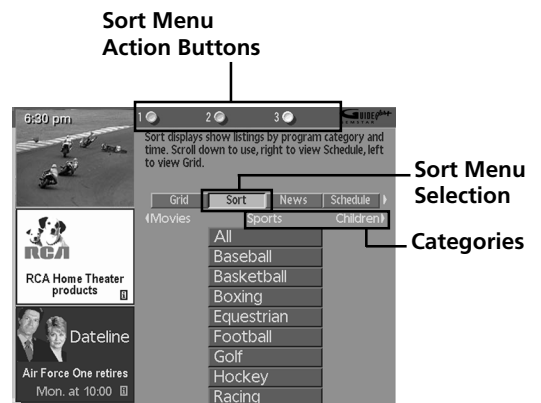 Sort Menu
Action Buttons
6:30 pm
1 2 3
GUIDE Plus+
GEMSTAR
Sort displays show listings by program category and
time. Scroll down to use, right to view Schedule, left
to view Grid.
Grid Sort News Schedule
Movies Sports Children
Sort Menu
Selection
Categories
All
Baseball
Basketball
Boxing
Equestrian
Football
Golf
Hockey
Racing
RCA
RCA Home Theater
products i
Dateline
Air Force One retires
Mon. at 10:00 i